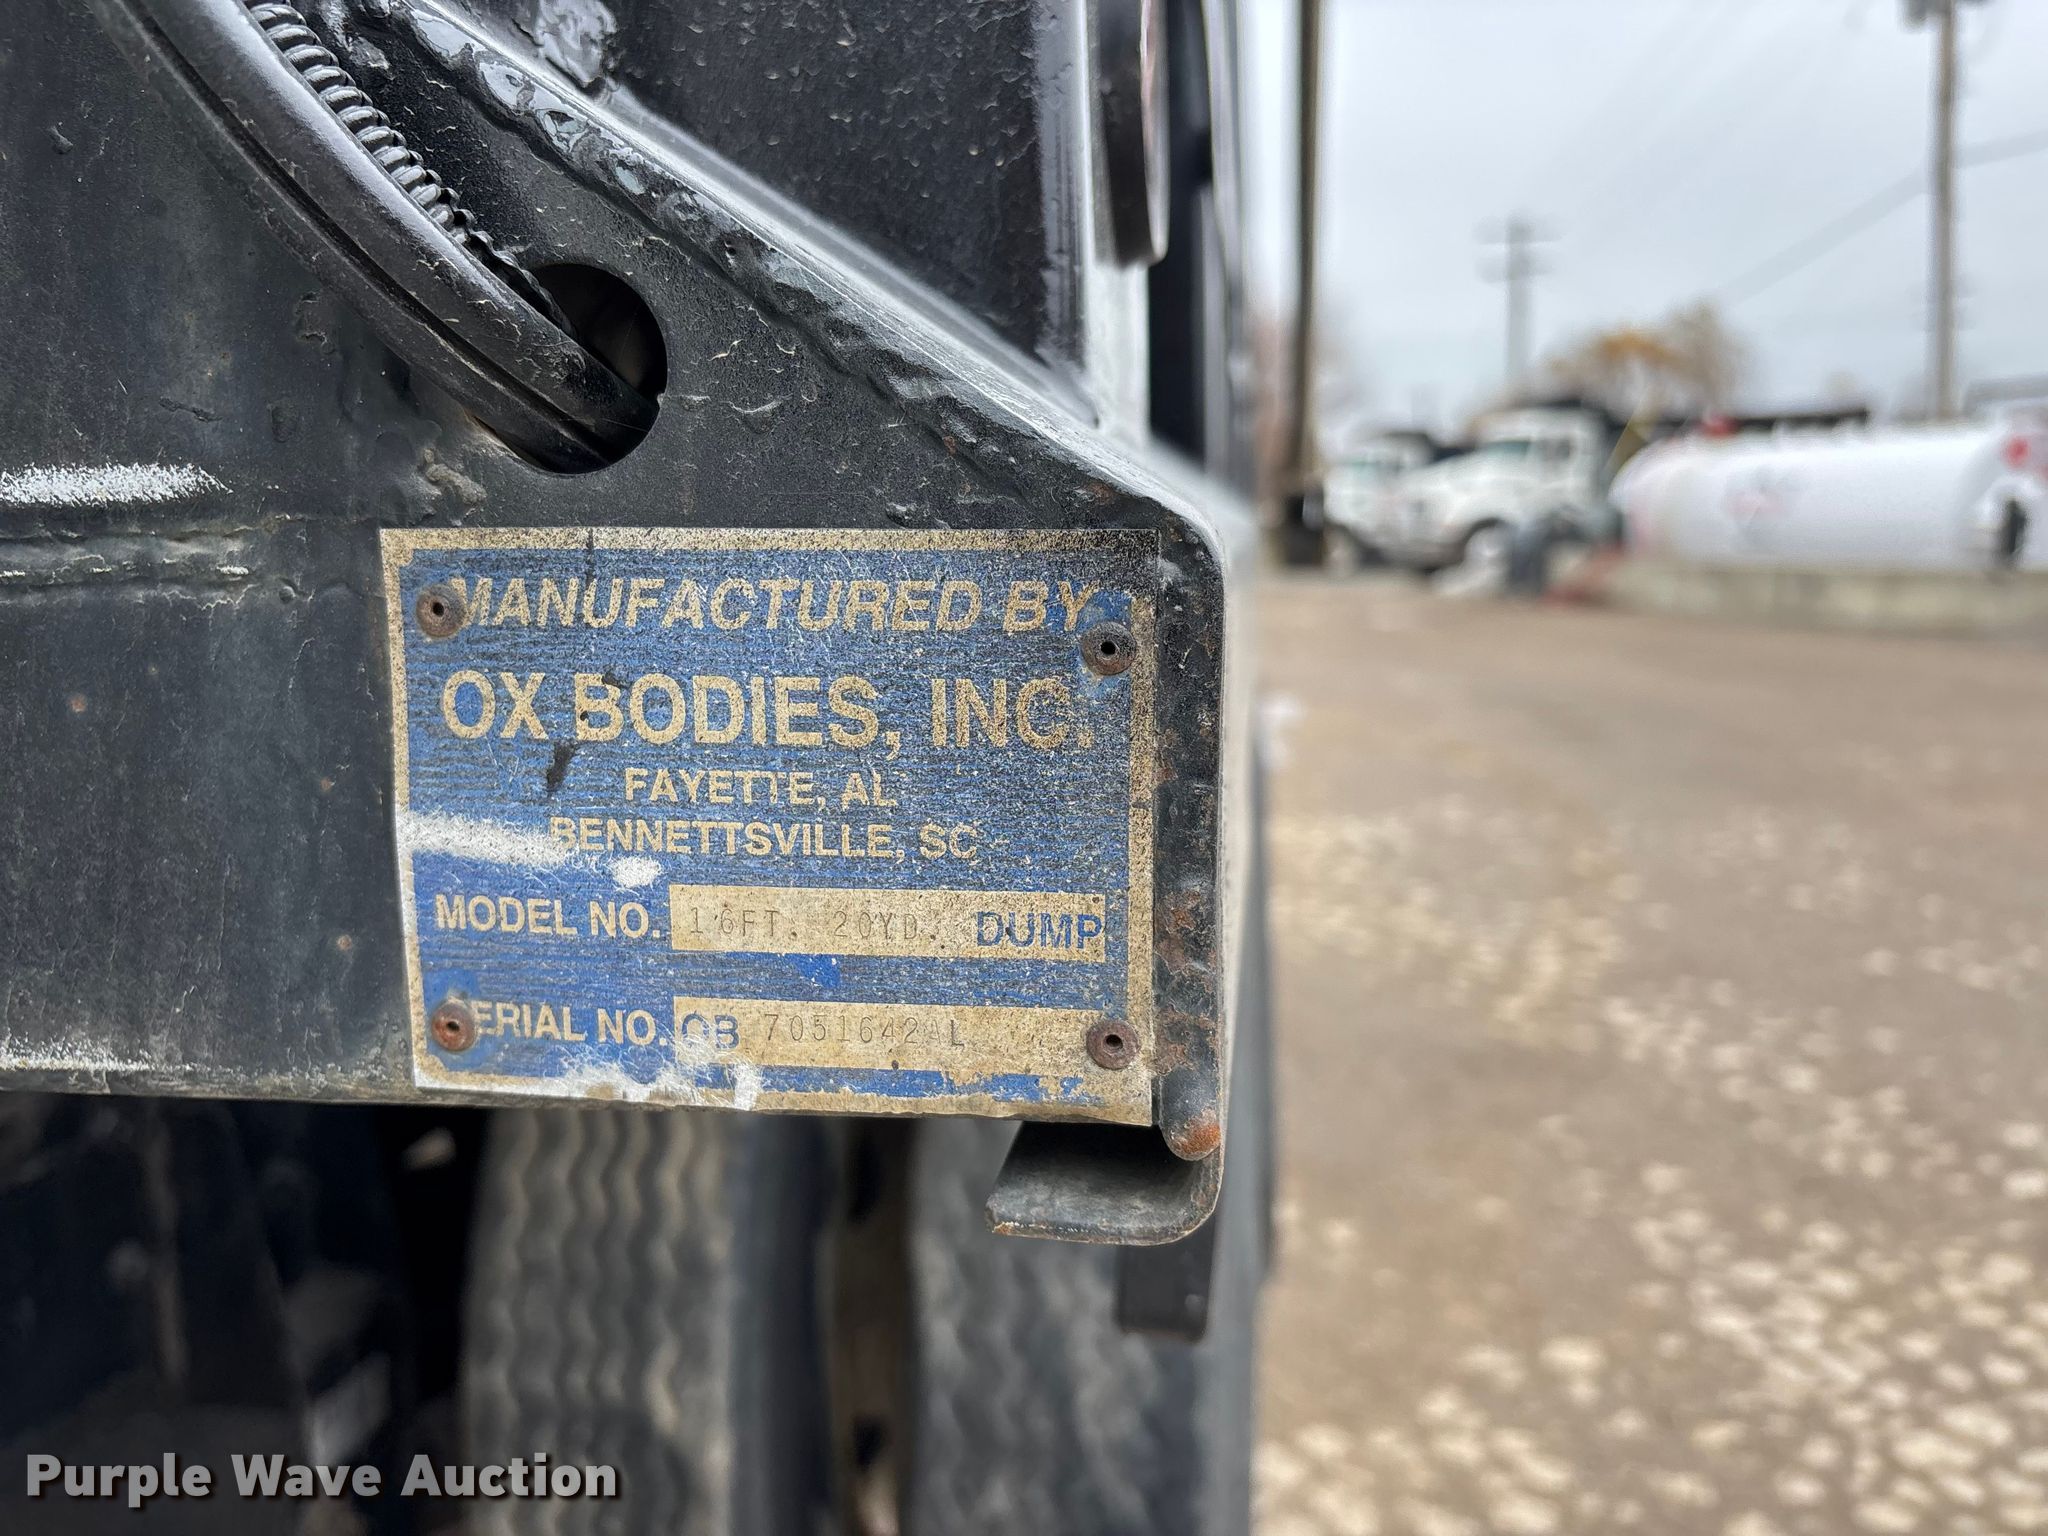 MANUFACTURED BY
OX BODIES, INC.
FAYETTE, AL
BENNETTSVILLE, SC
MODEL NO. 16FT. 20YD. DUMP
SERIAL NO. OB 7051642AL
Purple Wave Auction